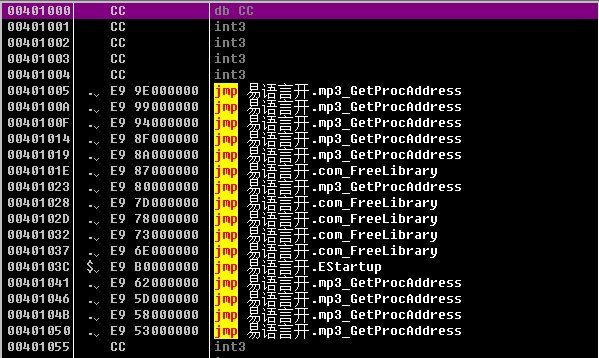 00401000 CC db CC
00401001 CC int3
00401002 CC int3
00401003 CC int3
00401004 CC int3
00401005 .ˇ E9 9E000000 jmp 易语言开.mp3_GetProcAddress
0040100A .ˇ E9 99000000 jmp 易语言开.mp3_GetProcAddress
0040100F .ˇ E9 94000000 jmp 易语言开.mp3_GetProcAddress
00401014 .ˇ E9 8F000000 jmp 易语言开.mp3_GetProcAddress
00401019 .ˇ E9 8A000000 jmp 易语言开.mp3_GetProcAddress
0040101E .ˇ E9 87000000 jmp 易语言开.com_FreeLibrary
00401023 .ˇ E9 80000000 jmp 易语言开.mp3_GetProcAddress
00401028 .ˇ E9 7D000000 jmp 易语言开.com_FreeLibrary
0040102D .ˇ E9 78000000 jmp 易语言开.com_FreeLibrary
00401032 .ˇ E9 73000000 jmp 易语言开.com_FreeLibrary
00401037 .ˇ E9 6E000000 jmp 易语言开.com_FreeLibrary
0040103C $ˇ E9 B0000000 jmp 易语言开.EStartup
00401041 .ˇ E9 62000000 jmp 易语言开.mp3_GetProcAddress
00401046 .ˇ E9 5D000000 jmp 易语言开.mp3_GetProcAddress
0040104B .ˇ E9 58000000 jmp 易语言开.mp3_GetProcAddress
00401050 .ˇ E9 53000000 jmp 易语言开.mp3_GetProcAddress
00401055 CC int3